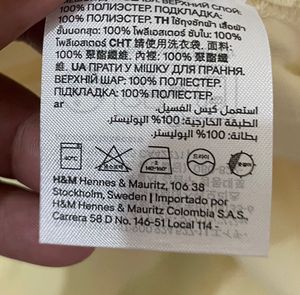 100% ПОЛИЭСТЕР ПОДКЛАДКА:
100% ПОЛИЭСТЕР. TH ใช้ถุงซักผ้า เสื้อผ้า
ชั้นนอกสุด: 100% โพลีเอสเตอร์ ซับใน: 100%
โพลีเอสเตอร์ CHT 請使用洗衣袋. 面料:
100% 聚酯纖維, 內裡: 100% 聚酯纖
維. UA ПРАТИ У МІШКУ ДЛЯ ПРАННЯ.
ВЕРХНІЙ ШАР: 100% ПОЛІЕСТЕР.
ПІДКЛАДКА: 100% ПОЛІЕСТЕР.
ar
استعمل كيس الغسيل.
الطبقة الخارجية: 100% البوليستر
بطانة: 100% البوليستر.
H&M Hennes & Mauritz, 106 38
Stockholm, Sweden | Importado por
H&M Hennes & Mauritz Colombia S.A.S.,
Carrera 58 D No. 146-51 Local 114 -